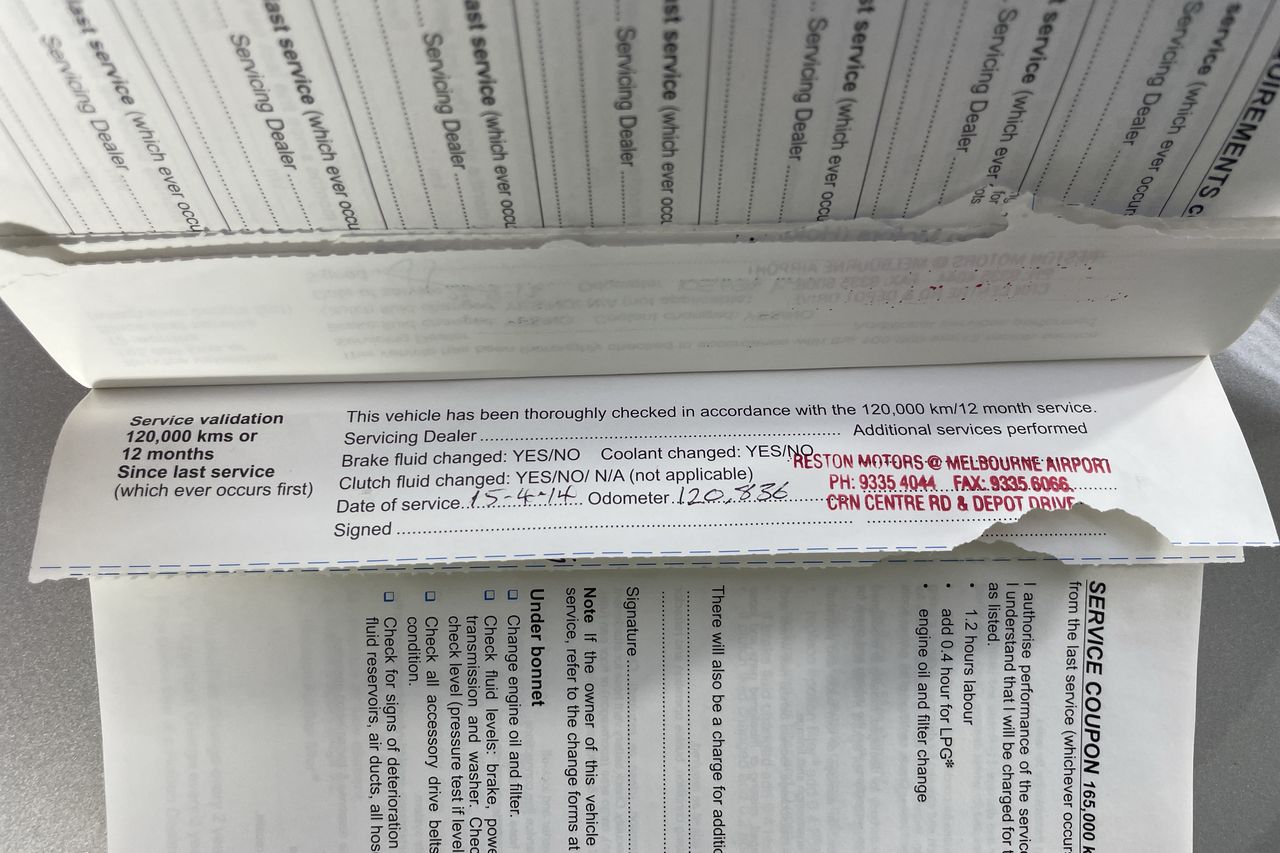 UIREMENTS
service (which ever occur
Servicing Dealer
t service (which ever
Servicing Dealer
st service (which ever occu
Servicing Dealer
ast service (which ever occu
Servicing Dealer
ast service (which ever occu
Servicing Dealer
ast service (which ever occu
Servicing Dealer
ast service (which ever occu
Servicing Dealer
Service validation
120,000 kms or
12 months
Since last service
(which ever occurs first)
This vehicle has been thoroughly checked in accordance with the 120,000 km/12 month service.
Servicing Dealer Additional services performed
Brake fluid changed: YES/NO Coolant changed: YES/NO
Clutch fluid changed: YES/NO/ N/A (not applicable)
Date of service 15-4-14 Odometer 120,836
Signed
RESTON MOTORS @ MELBOURNE AIRPORT
PH: 9335 4044 FAX: 9335 6066
CRN CENTRE RD & DEPOT DRIVE
SERVICE COUPON 165,000 k
from the last service (whichever occur
I authorise performance of the servic
I understand that I will be charged for t
as listed.
• 1.2 hours labour
• add 0.4 hour for LPG*
• engine oil and filter change
There will also be a charge for additio
Signature
Note If the owner of this vehicle
service, refer to the change forms at
Under bonnet
❑ Change engine oil and filter.
❑ Check fluid levels: brake, powe
transmission and washer. Chec
check level (pressure test if level
❑ Check all accessory drive belts
condition.
❑ Check for signs of deterioration
fluid reservoirs, air ducts, all hos